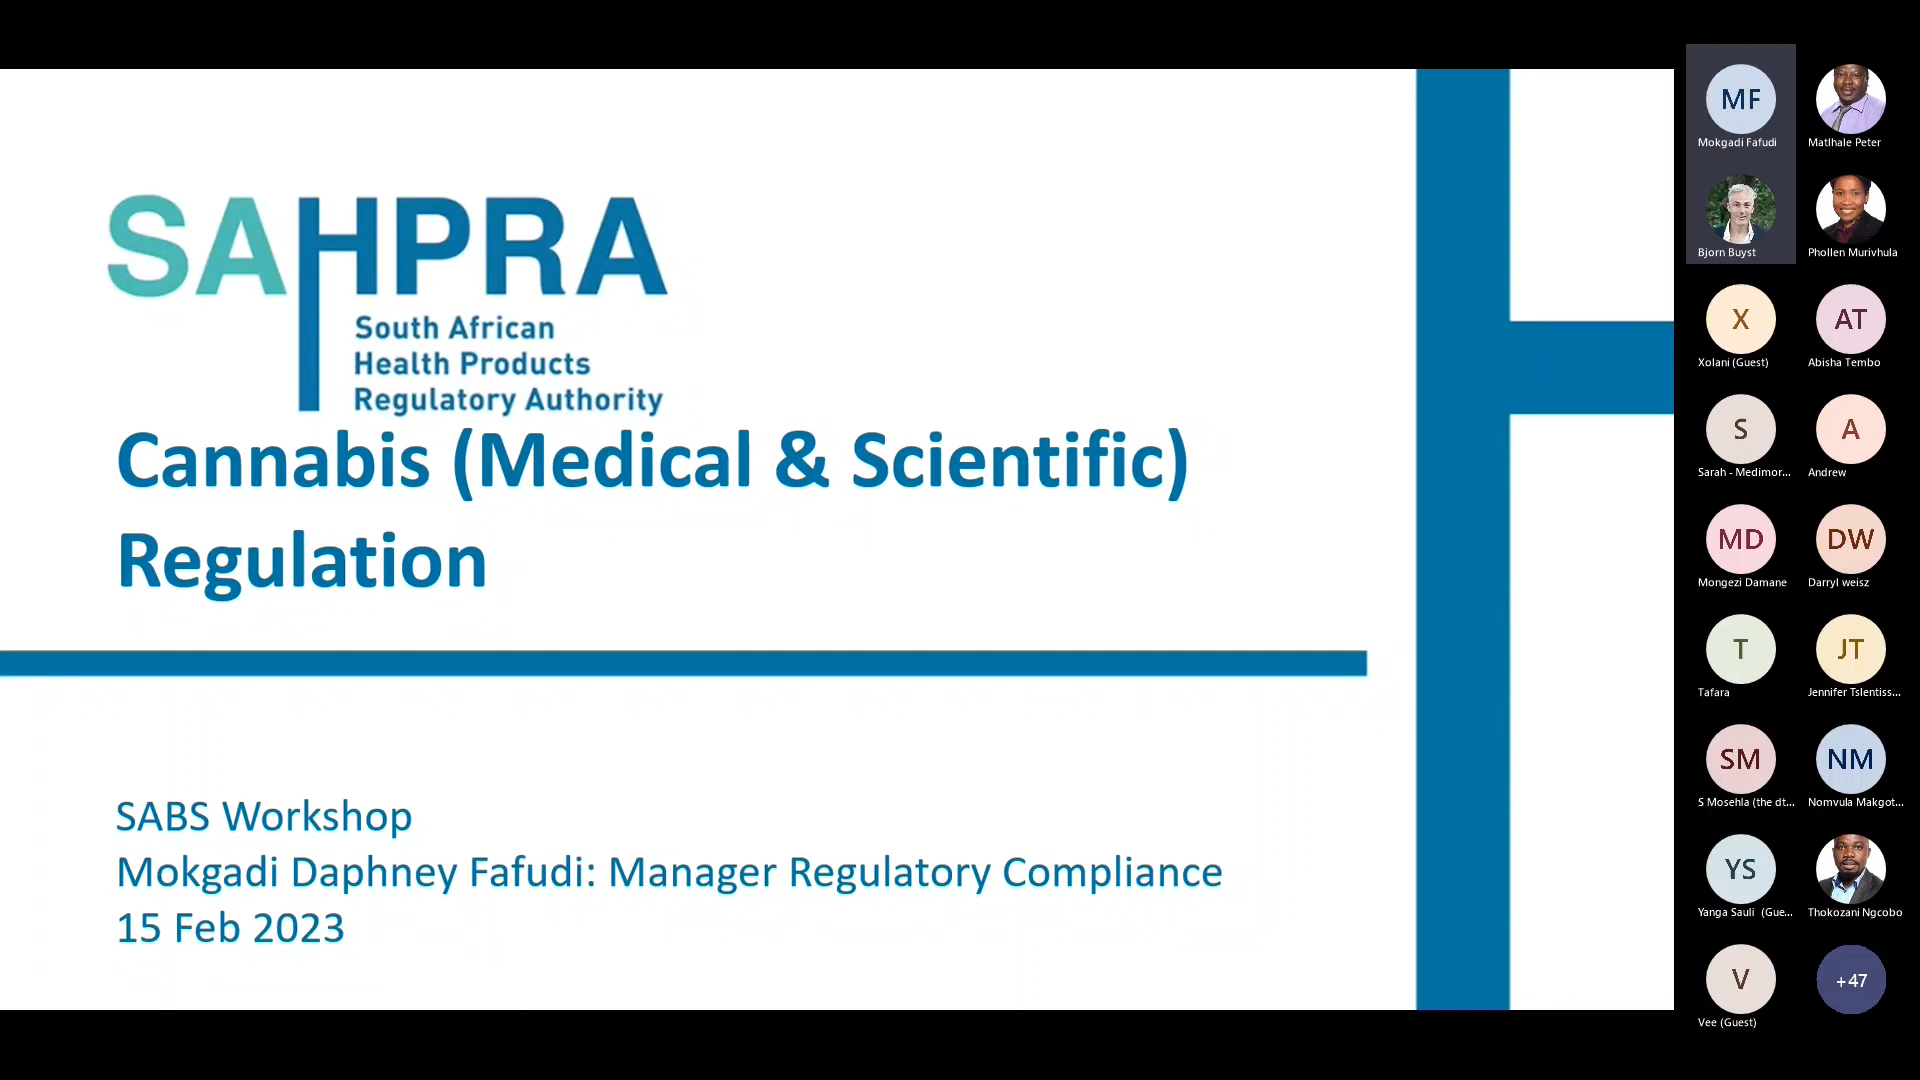 SAHPRA
South African
Health Products
Regulatory Authority
Cannabis (Medical & Scientific)
Regulation
SABS Workshop
Mokgadi Daphney Fafudi: Manager Regulatory Compliance
15 Feb 2023
MF
Mokgadi Fafudi
Matlhale Peter
Bjorn Buyst
Phollen Murivhula
X
Xolani (Guest)
AT
Abisha Tembo
S
Sarah - Medimor...
A
Andrew
MD
Mongezi Damane
DW
Darryl weisz
T
Tafara
JT
Jennifer Tslentiss...
SM
S Mosehla (the dt...
NM
Nomvula Makgot...
YS
Yanga Sauli (Gue...
Thokozani Ngcobo
V
Vee (Guest)
+47